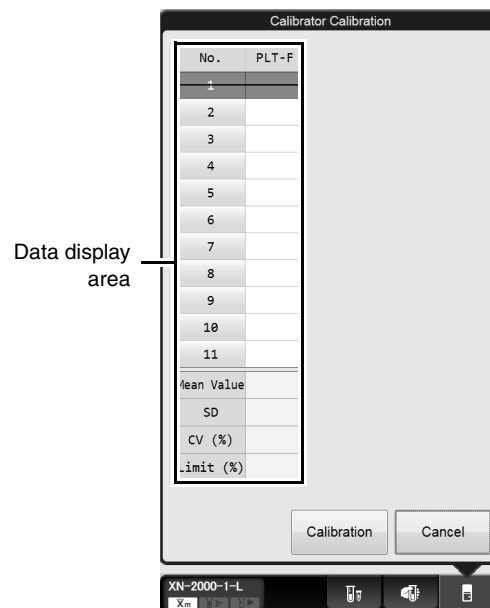 Calibrator Calibration
No. PLT-F
1
2
3
4
5
6
7
8
9
10
11
Mean Value
SD
CV (%)
Limit (%)
Data display
area
Calibration Cancel
XN-2000-1-L
Xm